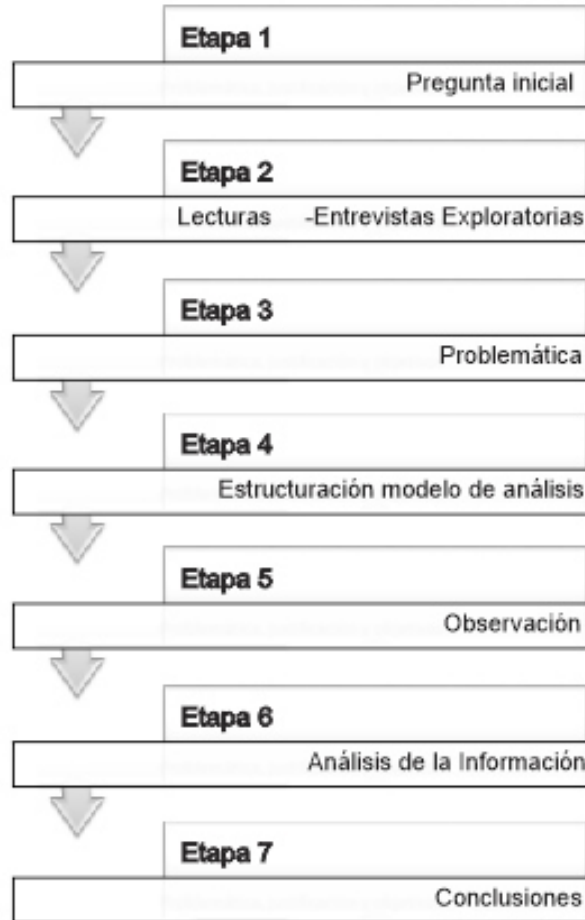 Etapa 1
Pregunta inicial
Etapa 2
Lecturas -Entrevistas Exploratorias
Etapa 3
Problemática
Etapa 4
Estructuración modelo de análisis
Etapa 5
Observación
Etapa 6
Análisis de la Información
Etapa 7
Conclusiones